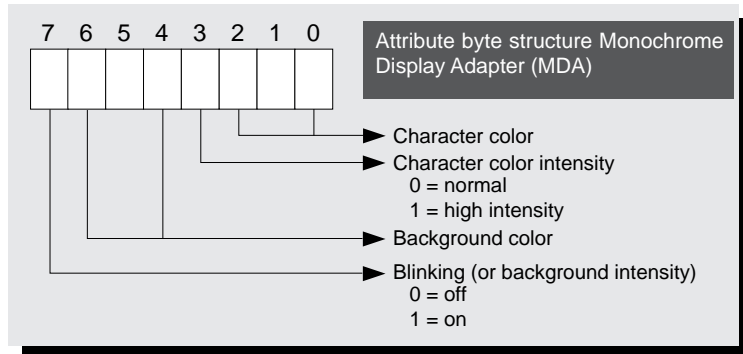 7 6 5 4 3 2 1 0
Attribute byte structure Monochrome
Display Adapter (MDA)
Character color
Character color intensity
0 = normal
1 = high intensity
Background color
Blinking (or background intensity)
0 = off
1 = on